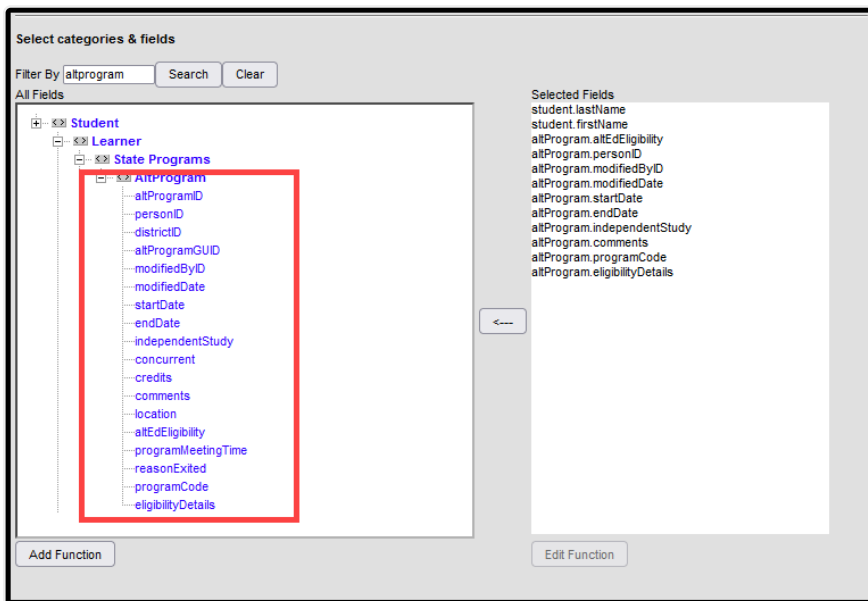 Select categories & fields
Filter By altprogram Search Clear
All Fields
Student
Learner
State Programs
AltProgram
altProgramID
personID
districtID
altProgramGUID
modifiedByID
modifiedDate
startDate
endDate
independentStudy
concurrent
credits
comments
location
altEdEligibility
programMeetingTime
reasonExited
programCode
eligibilityDetails
Add Function
<---
Selected Fields
student.lastName
student.firstName
altProgram.altEdEligibility
altProgram.personID
altProgram.modifiedByID
altProgram.modifiedDate
altProgram.startDate
altProgram.endDate
altProgram.independentStudy
altProgram.comments
altProgram.programCode
altProgram.eligibilityDetails
Edit Function